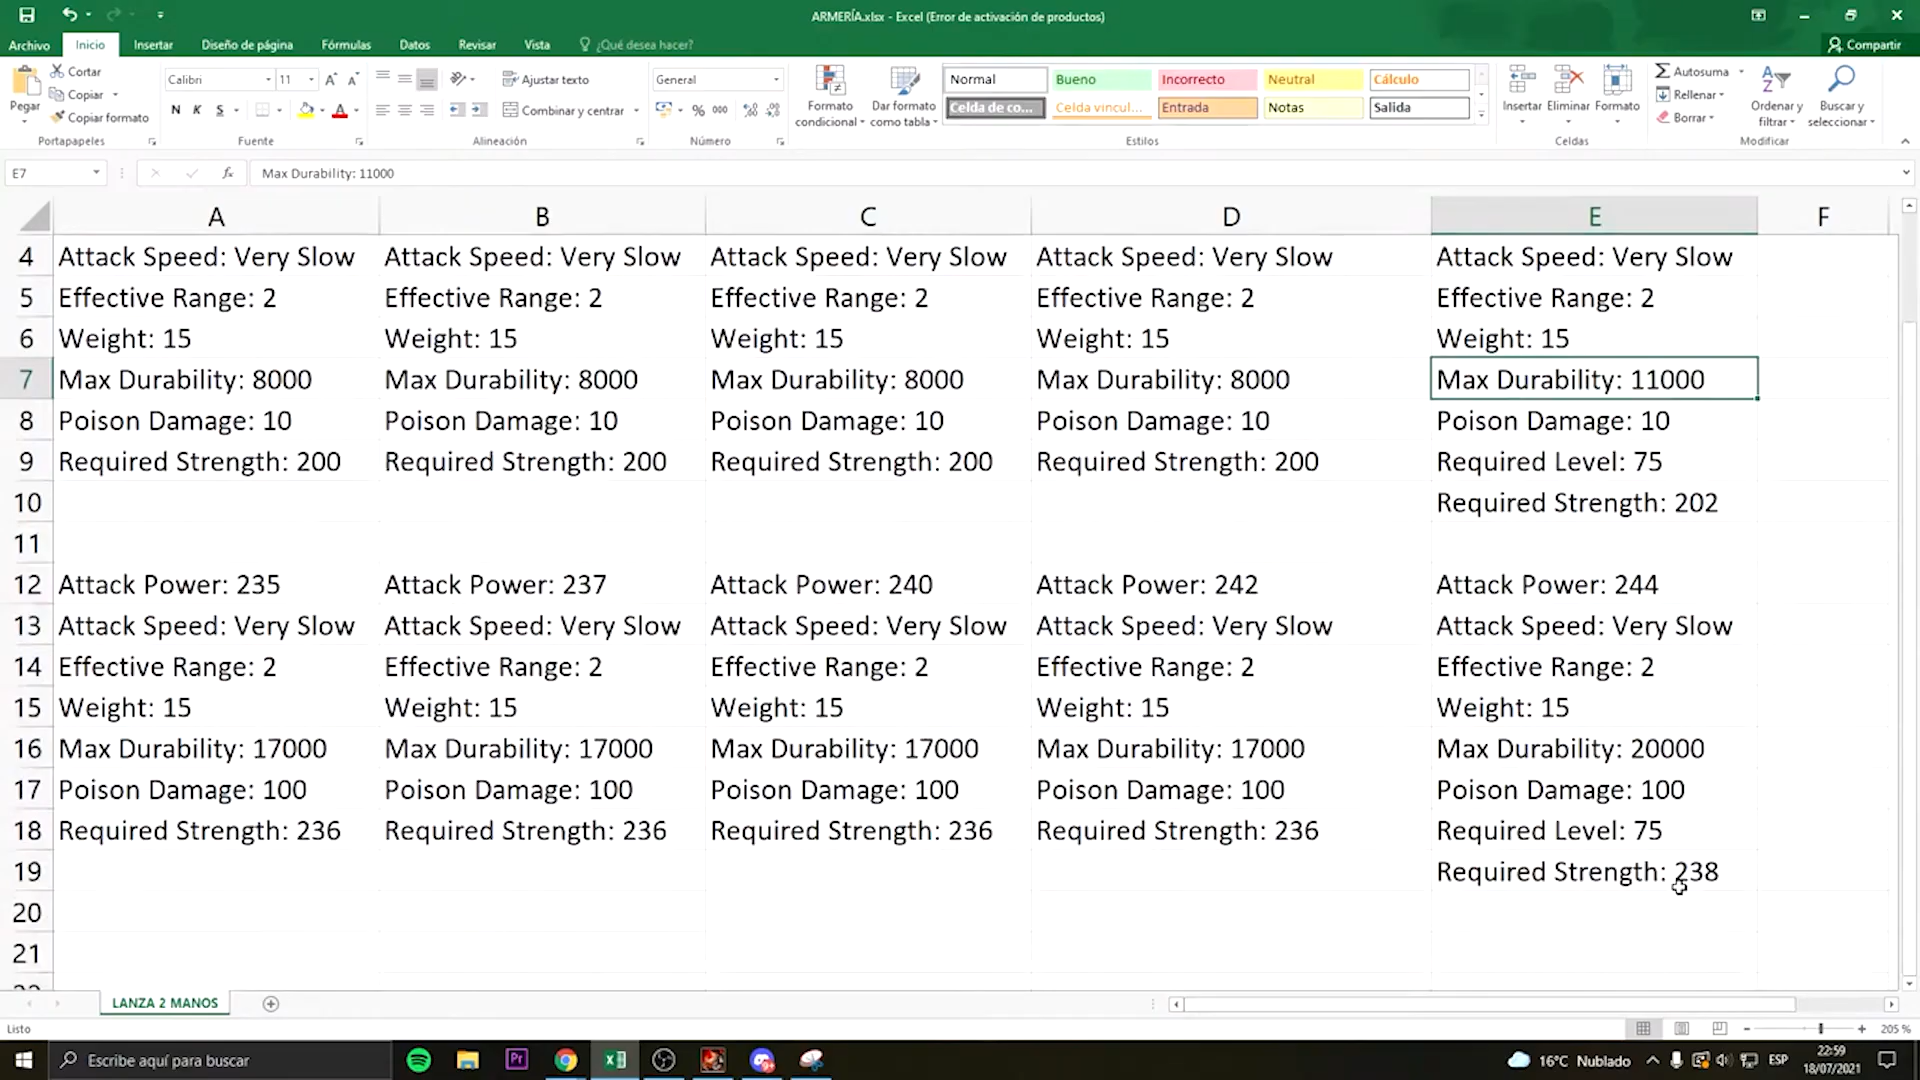 ARMERÍA.xlsx - Excel (Error de activación de productos)
Archivo Inicio Insertar Diseño de página Fórmulas Datos Revisar Vista ¿Qué desea hacer? Compartir
Pegar
Cortar
Copiar
Copiar formato
Portapapeles
Calibri 11
N K S
Fuente
Ajustar texto
Combinar y centrar
Alineación
General
% 000
Número
Formato condicional
Dar formato como tabla
Normal Bueno Incorrecto Neutral Cálculo
Celda de co... Celda vincul... Entrada Notas Salida
Estilos
Insertar Eliminar Formato
Celdas
Autosuma
Rellenar
Borrar
Ordenar y filtrar
Buscar y seleccionar
Modificar
E7 fx Max Durability: 11000
A B C D E F
4 Attack Speed: Very Slow Attack Speed: Very Slow Attack Speed: Very Slow Attack Speed: Very Slow Attack Speed: Very Slow
5 Effective Range: 2 Effective Range: 2 Effective Range: 2 Effective Range: 2 Effective Range: 2
6 Weight: 15 Weight: 15 Weight: 15 Weight: 15 Weight: 15
7 Max Durability: 8000 Max Durability: 8000 Max Durability: 8000 Max Durability: 8000 Max Durability: 11000
8 Poison Damage: 10 Poison Damage: 10 Poison Damage: 10 Poison Damage: 10 Poison Damage: 10
9 Required Strength: 200 Required Strength: 200 Required Strength: 200 Required Strength: 200 Required Level: 75
10 Required Strength: 202
11
12 Attack Power: 235 Attack Power: 237 Attack Power: 240 Attack Power: 242 Attack Power: 244
13 Attack Speed: Very Slow Attack Speed: Very Slow Attack Speed: Very Slow Attack Speed: Very Slow Attack Speed: Very Slow
14 Effective Range: 2 Effective Range: 2 Effective Range: 2 Effective Range: 2 Effective Range: 2
15 Weight: 15 Weight: 15 Weight: 15 Weight: 15 Weight: 15
16 Max Durability: 17000 Max Durability: 17000 Max Durability: 17000 Max Durability: 17000 Max Durability: 20000
17 Poison Damage: 100 Poison Damage: 100 Poison Damage: 100 Poison Damage: 100 Poison Damage: 100
18 Required Strength: 236 Required Strength: 236 Required Strength: 236 Required Strength: 236 Required Level: 75
19 Required Strength: 238
20
21
LANZA 2 MANOS
Listo 205 %
Escribe aquí para buscar
16°C Nublado ESP 22:59
18/07/2021